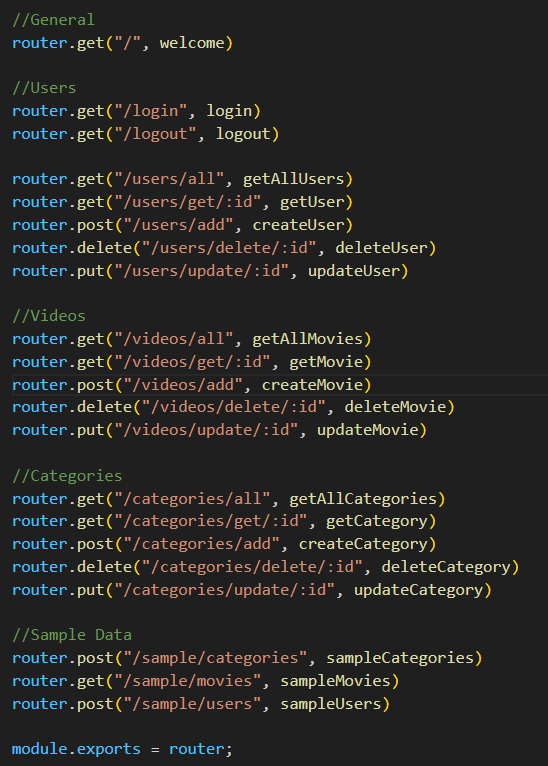 //General
router.get("/", welcome)
//Users
router.get("/login", login)
router.get("/logout", logout)
router.get("/users/all", getAllUsers)
router.get("/users/get/:id", getUser)
router.post("/users/add", createUser)
router.delete("/users/delete/:id", deleteUser)
router.put("/users/update/:id", updateUser)
//Videos
router.get("/videos/all", getAllMovies)
router.get("/videos/get/:id", getMovie)
router.post("/videos/add", createMovie)
router.delete("/videos/delete/:id", deleteMovie)
router.put("/videos/update/:id", updateMovie)
//Categories
router.get("/categories/all", getAllCategories)
router.get("/categories/get/:id", getCategory)
router.post("/categories/add", createCategory)
router.delete("/categories/delete/:id", deleteCategory)
router.put("/categories/update/:id", updateCategory)
//Sample Data
router.post("/sample/categories", sampleCategories)
router.get("/sample/movies", sampleMovies)
router.post("/sample/users", sampleUsers)
module.exports = router;